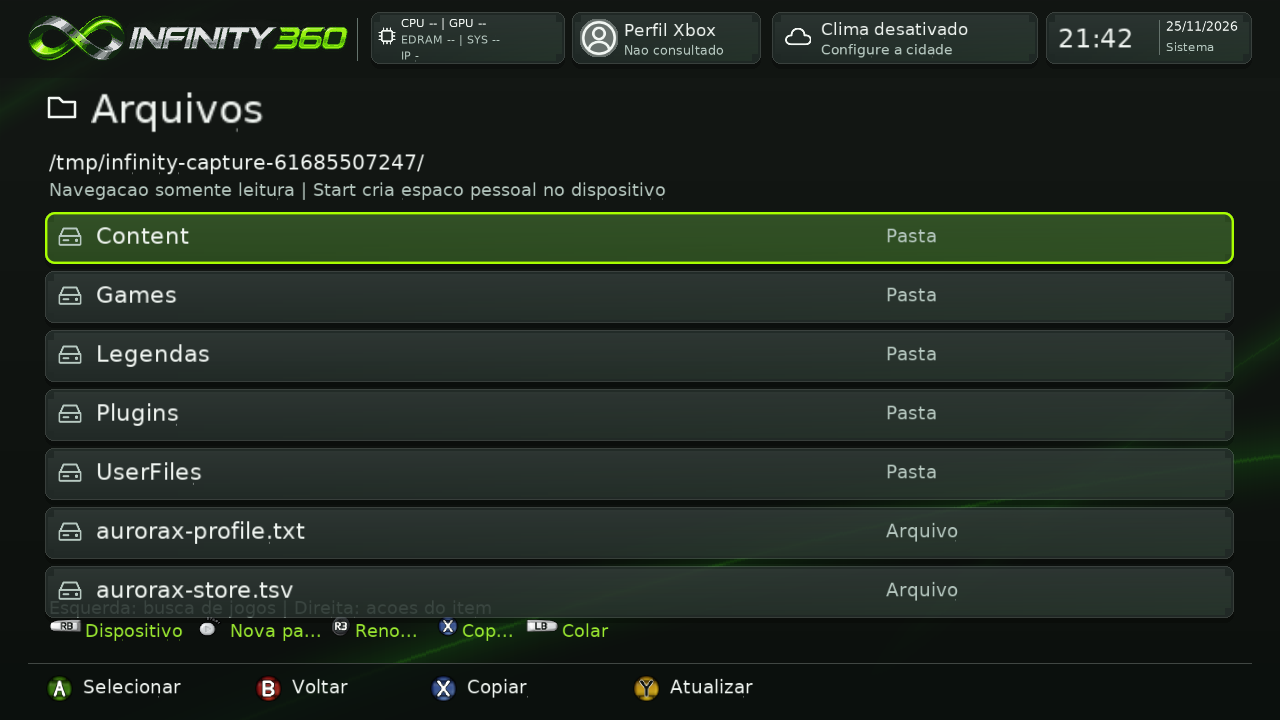 INFINITY 360
CPU -- | GPU --
EDRAM -- | SYS --
IP -
Perfil Xbox
Nao consultado
Clima desativado
Configure a cidade
21:42
25/11/2026
Sistema
Arquivos
/tmp/infinity-capture-61685507247/
Navegacao somente leitura | Start cria espaco pessoal no dispositivo
Content Pasta
Games Pasta
Legendas Pasta
Plugins Pasta
UserFiles Pasta
aurorax-profile.txt Arquivo
aurorax-store.tsv Arquivo
Esquerda: busca de jogos | Direita: acoes do item
RB Dispositivo Nova pa... R3 Reno... X Cop... LB Colar
A Selecionar B Voltar X Copiar Y Atualizar